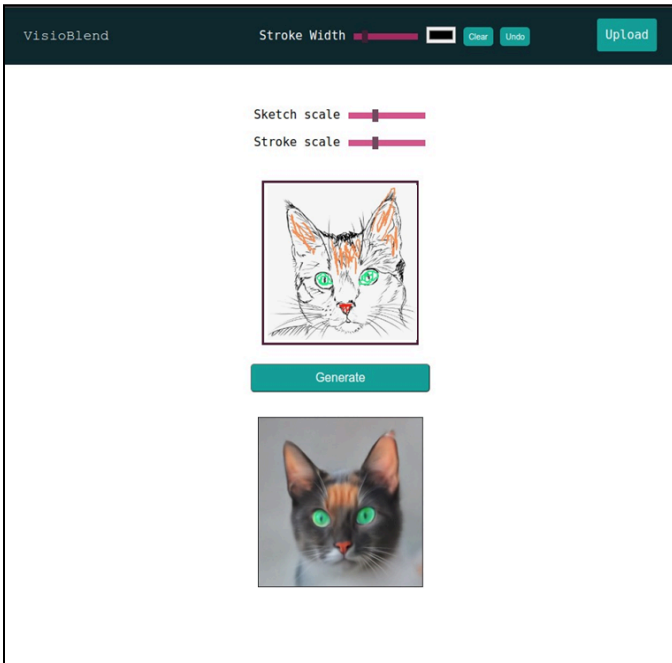 VisioBlend
Stroke Width
Clear
Undo
Upload
Sketch scale
Stroke scale
Generate